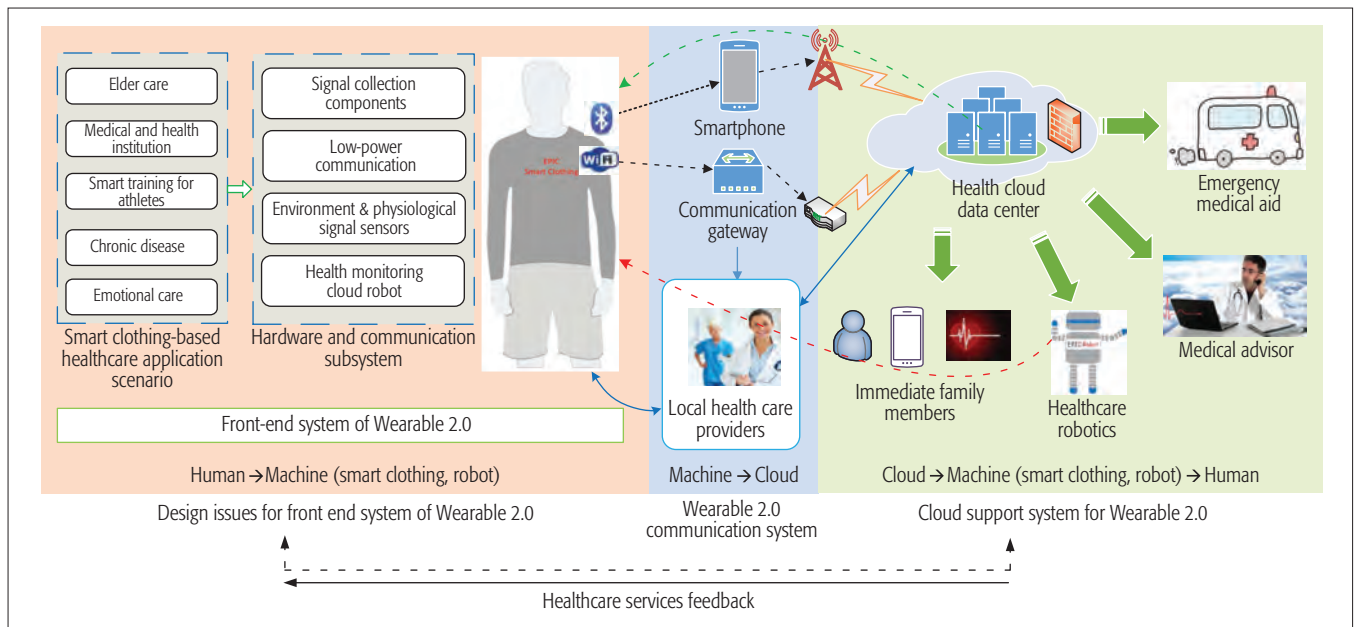 Elder care
Medical and health
institution
Smart training for
athletes
Chronic disease
Emotional care
Smart clothing-based
healthcare application
scenario
Signal collection
components
Low-power
communication
Environment & physiological
signal sensors
Health monitoring
cloud robot
Hardware and communication
subsystem
EPIC
Smart Clothing
WiFi
Front-end system of Wearable 2.0
Human → Machine (smart clothing, robot)
Design issues for front end system of Wearable 2.0
Smartphone
Communication
gateway
Local health care
providers
Machine → Cloud
Wearable 2.0
communication system
Health cloud
data center
Emergency
medical aid
Medical advisor
Immediate family
members
Healthcare
robotics
Cloud → Machine (smart clothing, robot) → Human
Cloud support system for Wearable 2.0
Healthcare services feedback